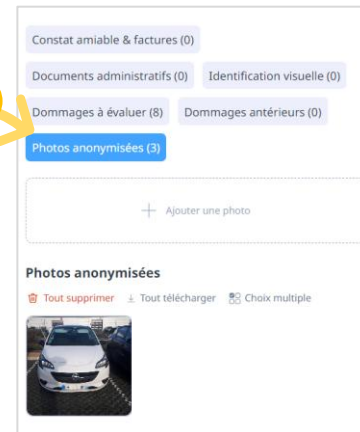 Constat amiable & factures (0)
Documents administratifs (0) Identification visuelle (0)
Dommages à évaluer (8) Dommages antérieurs (0)
Photos anonymisées (3)
Ajouter une photo
Photos anonymisées
Tout supprimer Tout télécharger Choix multiple